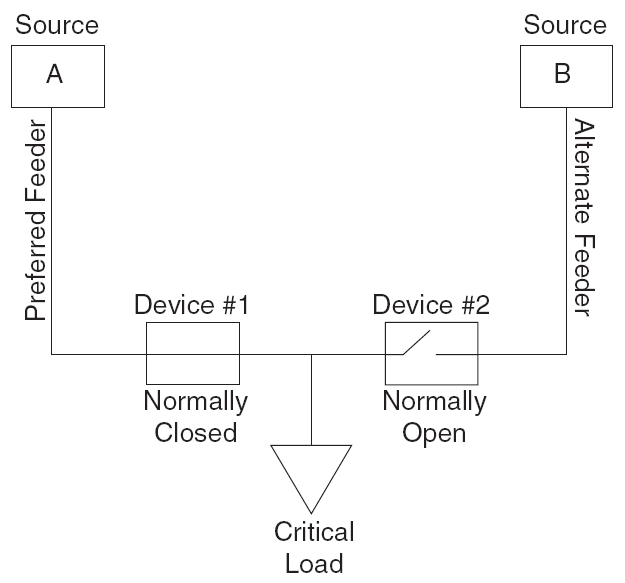 Source
A
Preferred Feeder
Source
B
Alternate Feeder
Device #1
Normally
Closed
Device #2
Normally
Open
Critical
Load